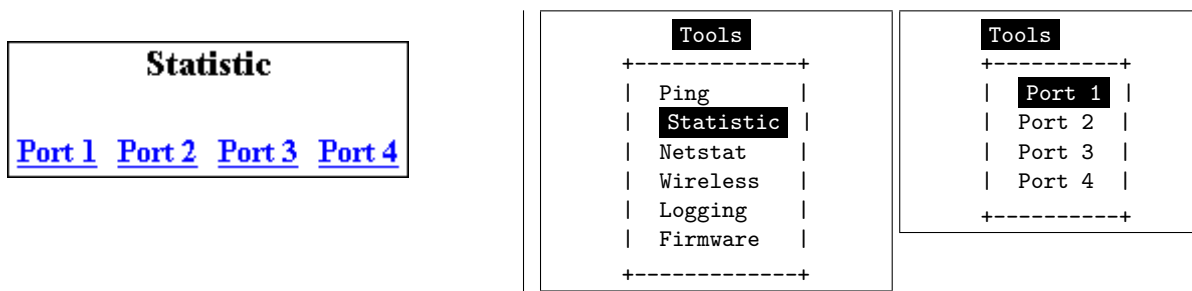 Statistic
Port 1 Port 2 Port 3 Port 4
Tools
+-------------+
| Ping |
| Statistic |
| Netstat |
| Wireless |
| Logging |
| Firmware |
+-------------+
Tools
+----------+
| Port 1 |
| Port 2 |
| Port 3 |
| Port 4 |
+----------+